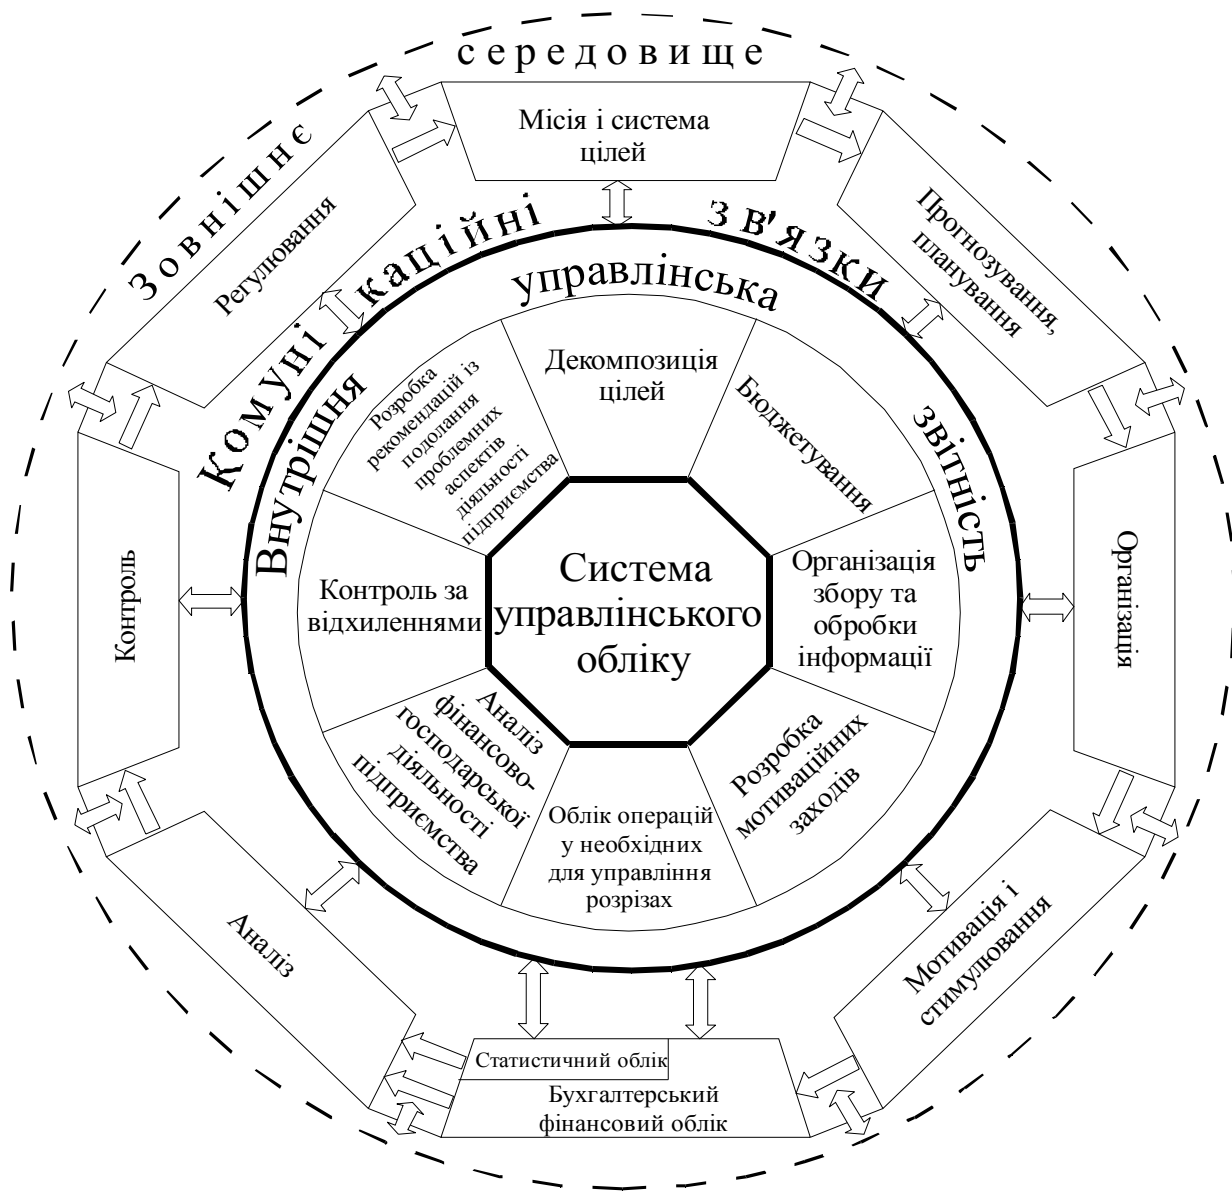 Зовнішнє середовище
Місія і система
цілей
Прогнозування,
планування
Організація
Мотивація і
стимулювання
Статистичний облік
Бухгалтерський
фінансовий облік
Аналіз
Контроль
Регулювання
Комуні каційні зв'язки
Внутрішня управлінська звітність
Декомпозиція
цілей
Бюджетування
Організація
збору та
обробки
інформації
Розробка
мотиваційних
заходів
Облік операцій
у необхідних
для управління
розрізах
Аналіз
фінансово-
господарської
діяльності
підприємства
Контроль за
відхиленнями
Розробка
рекомендацій із
подолання
проблемних
аспектів
діяльності
підприємства
Система
управлінського
обліку